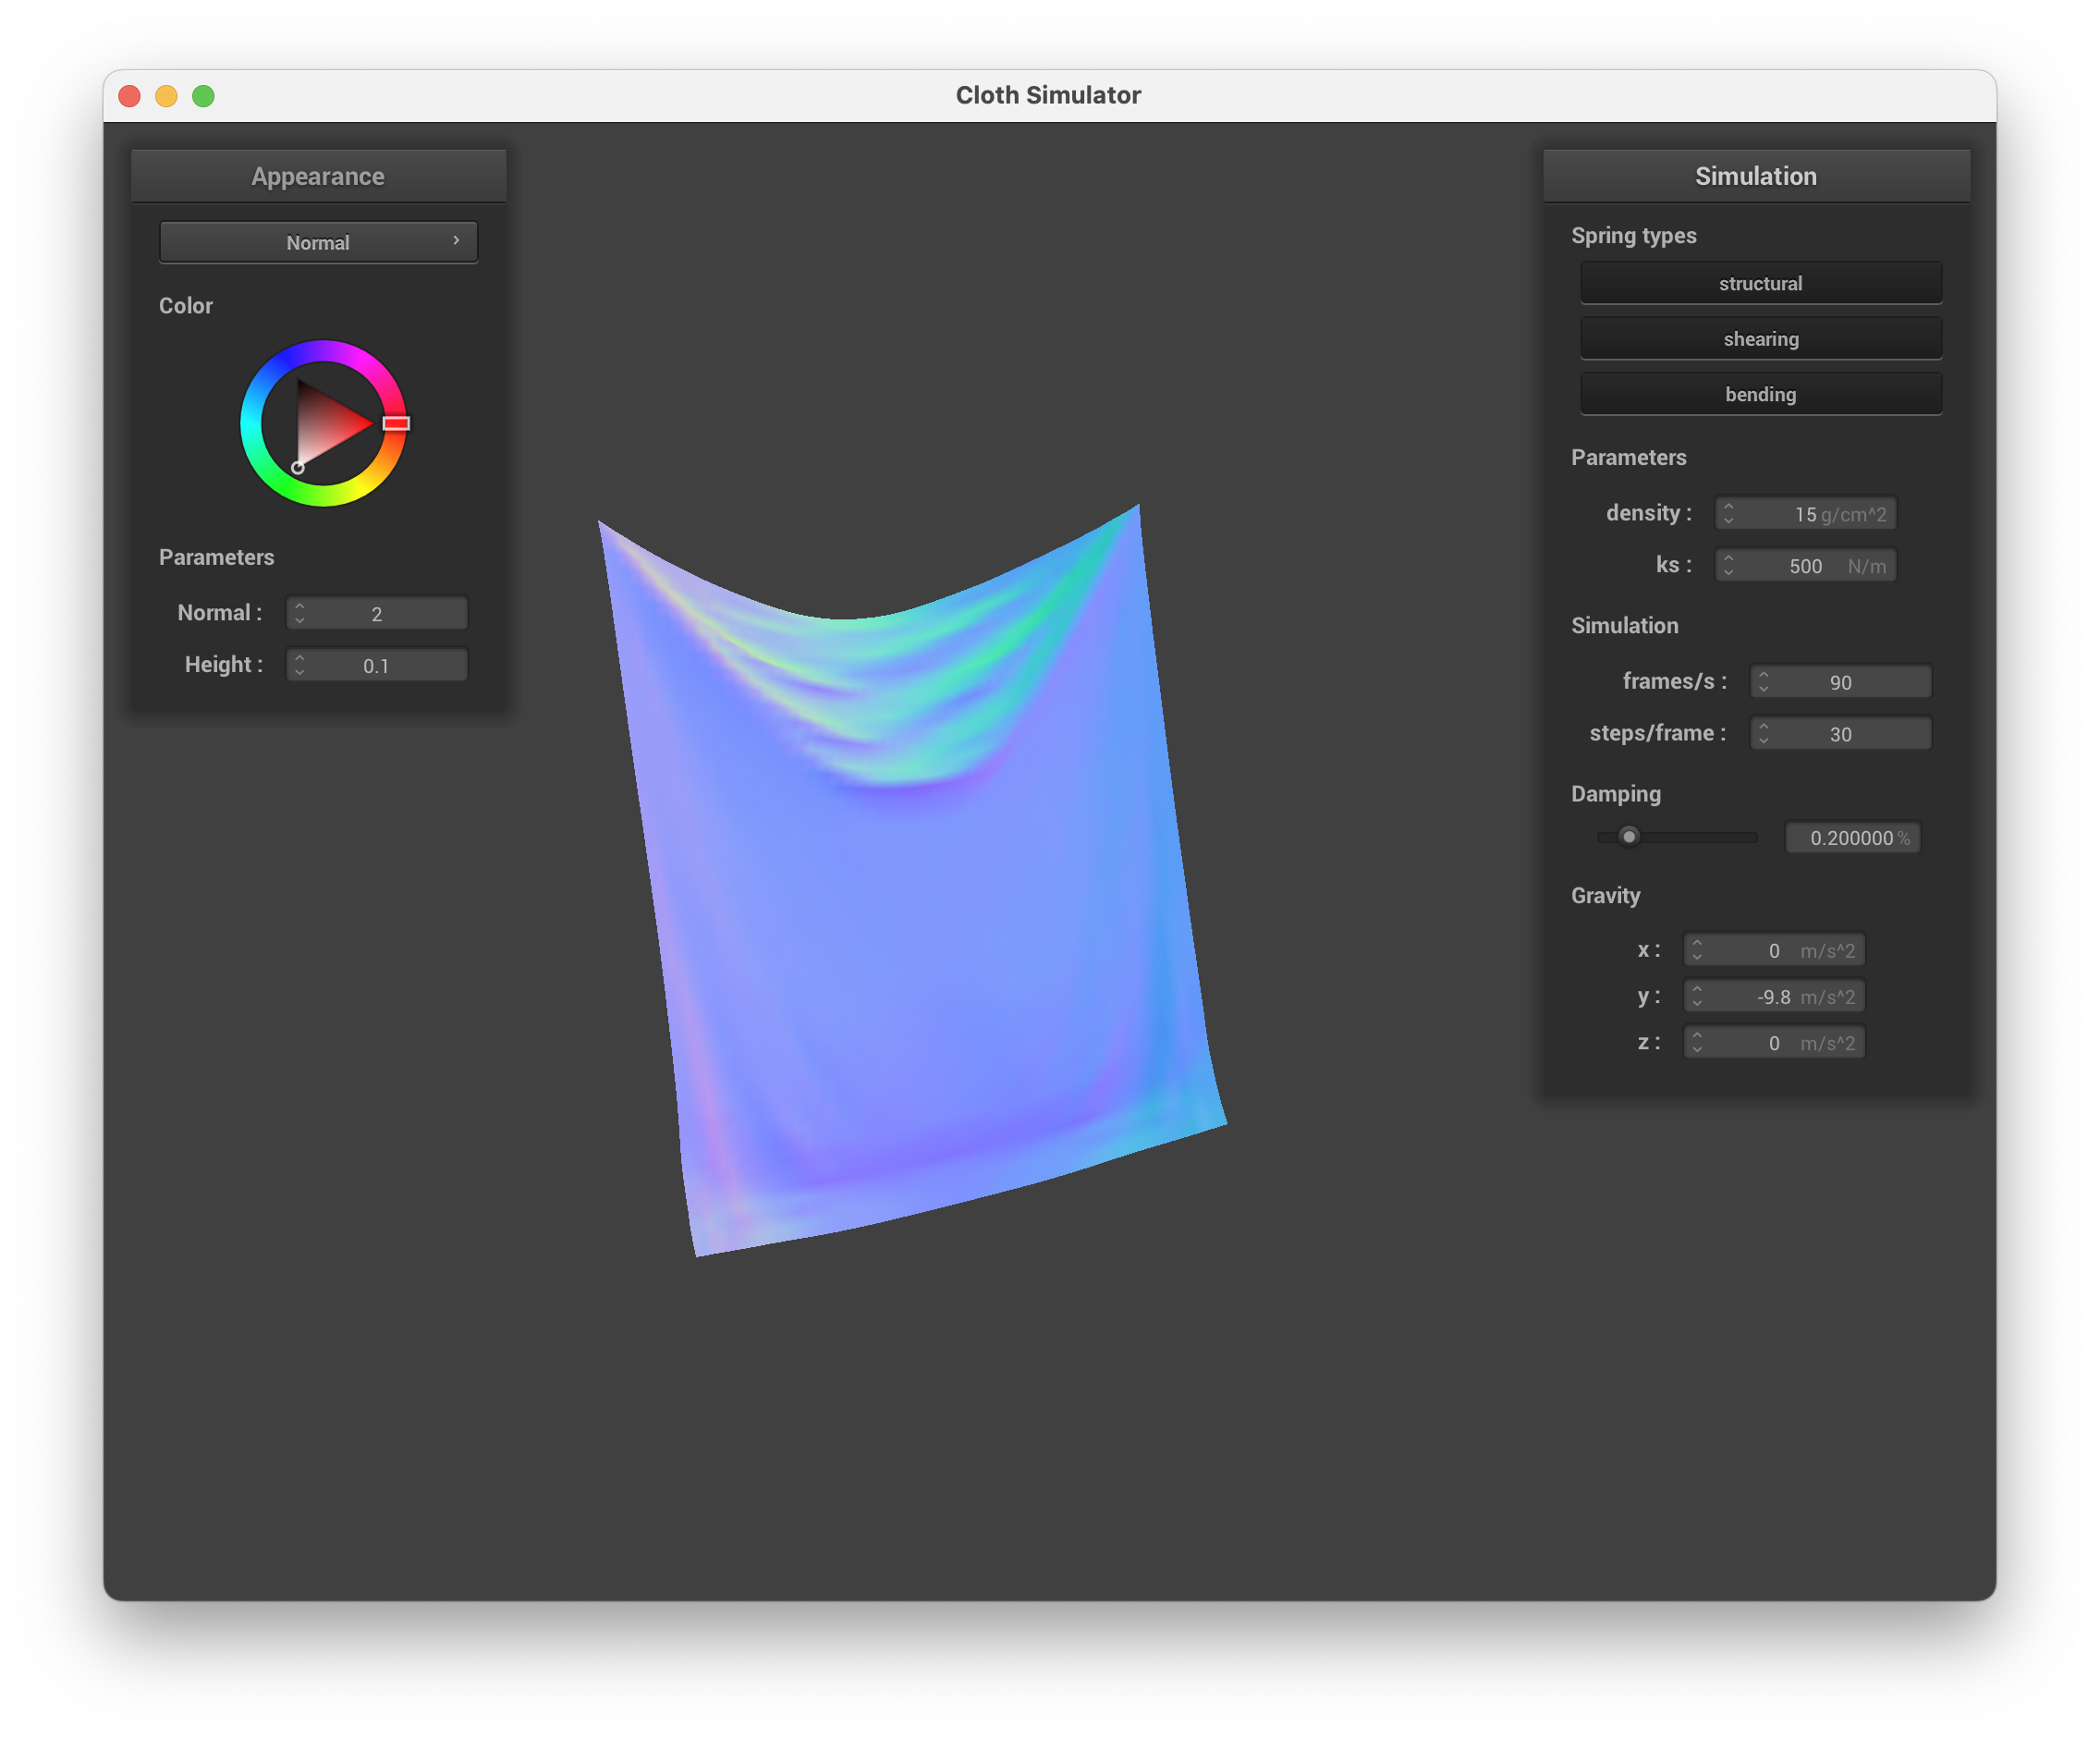 Cloth Simulator
Appearance
Normal
Color
Parameters
Normal : 2
Height : 0.1
Simulation
Spring types
structural
shearing
bending
Parameters
density : 15 g/cm^2
ks : 500 N/m
Simulation
frames/s : 90
steps/frame : 30
Damping
0.200000 %
Gravity
x : 0 m/s^2
y : -9.8 m/s^2
z : 0 m/s^2